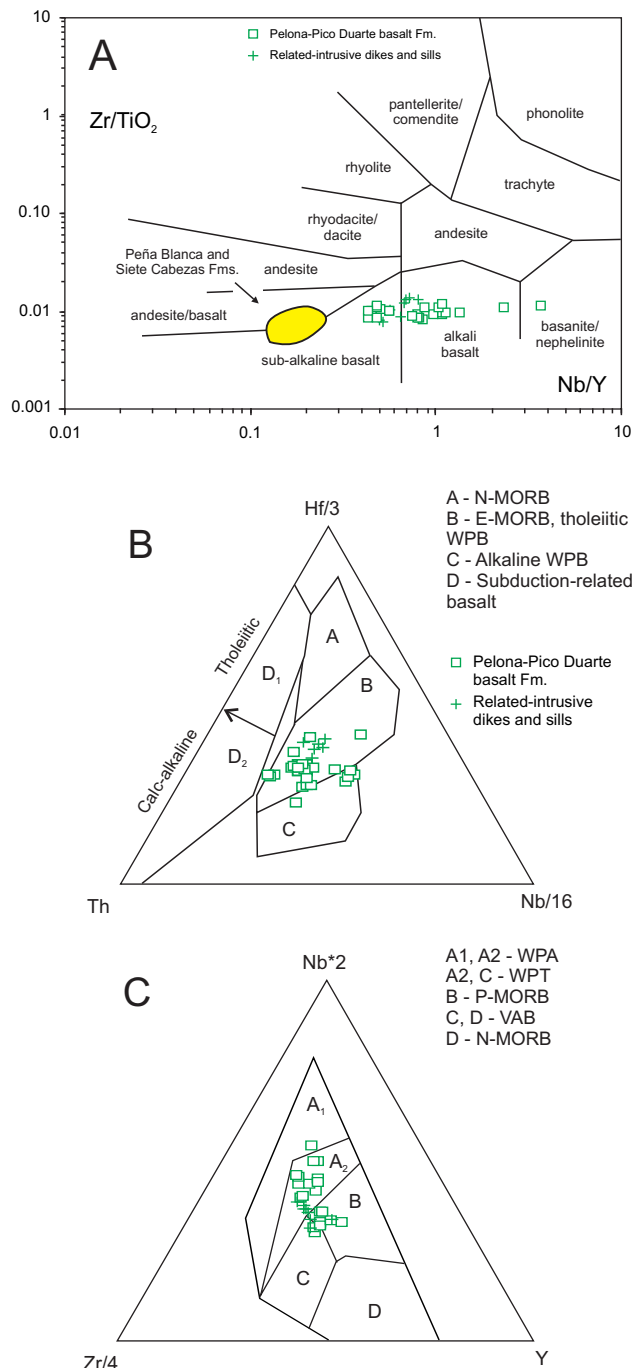 10
1
0.10
0.01
0.001
0.01
0.1
1
10
A
Zr/TiO2
Nb/Y
Pelona-Pico Duarte basalt Fm.
Related-intrusive dikes and sills
pantellerite/
comendite
phonolite
rhyolite
trachyte
rhyodacite/
dacite
andesite
Peña Blanca and
Siete Cabezas Fms.
andesite
andesite/basalt
sub-alkaline basalt
alkali
basalt
basanite/
nephelinite
B
Hf/3
A - N-MORB
B - E-MORB, tholeiitic
WPB
C - Alkaline WPB
D - Subduction-related
basalt
Pelona-Pico Duarte
basalt Fm.
Related-intrusive
dikes and sills
Tholeiitic
Calc-alkaline
A
B
D1
D2
C
Th
Nb/16
C
Nb*2
A1, A2 - WPA
A2, C - WPT
B - P-MORB
C, D - VAB
D - N-MORB
A1
A2
B
C
D
Zr/4
Y